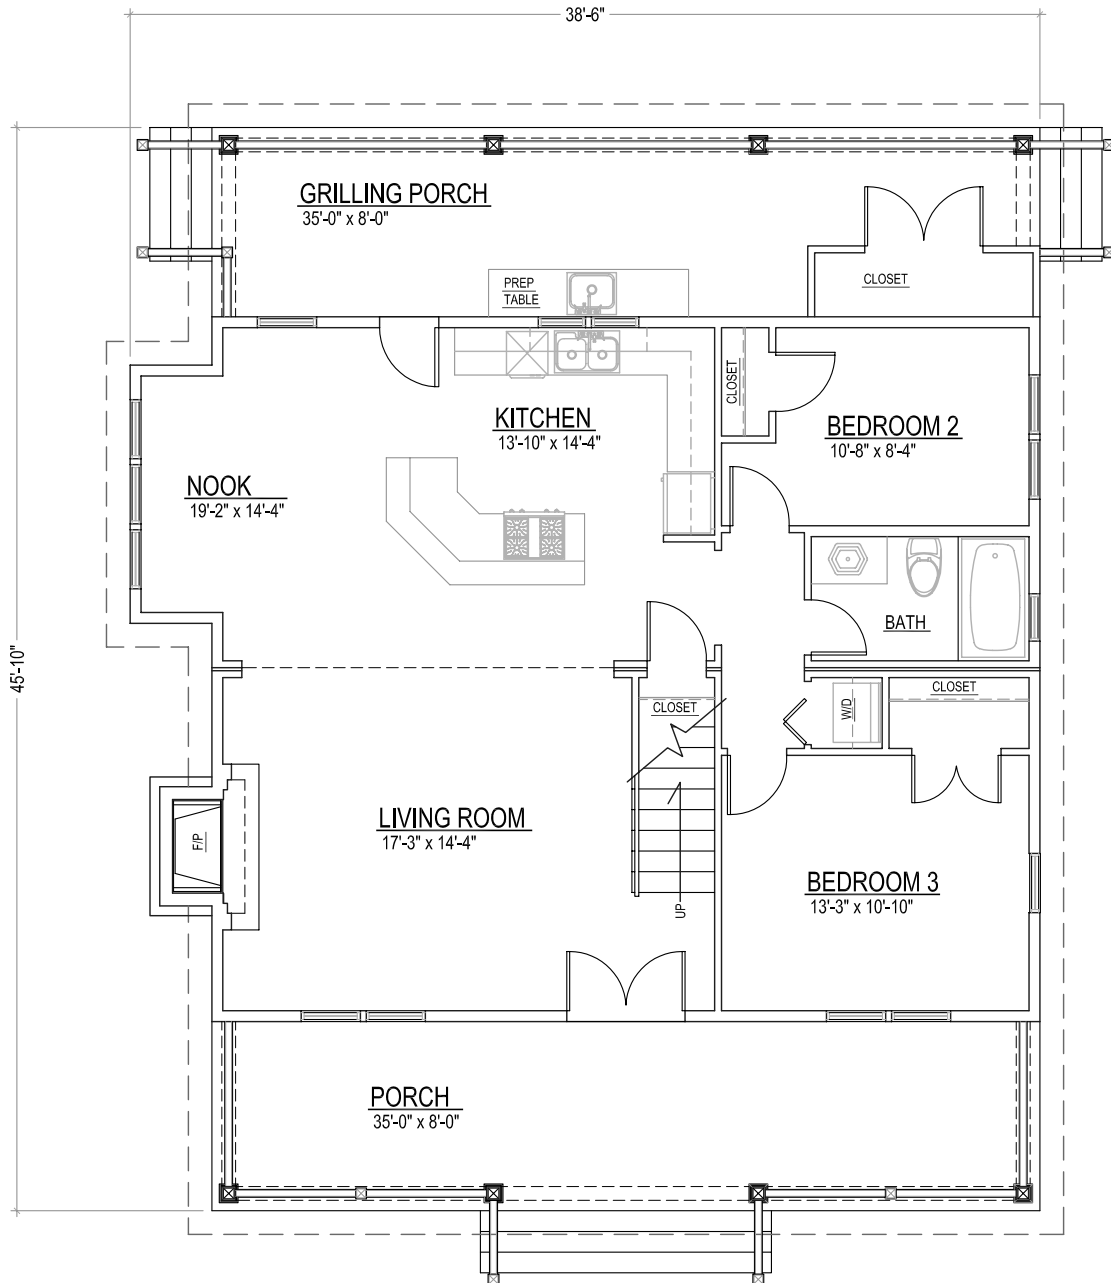 38'-6"
GRILLING PORCH
35'-0" x 8'-0"
PREP
TABLE
CLOSET
CLOSET
KITCHEN
13'-10" x 14'-4"
BEDROOM 2
10'-8" x 8'-4"
NOOK
19'-2" x 14'-4"
BATH
45'-10"
CLOSET
W/D
CLOSET
LIVING ROOM
17'-3" x 14'-4"
F/P
BEDROOM 3
13'-3" x 10'-10"
UP
PORCH
35'-0" x 8'-0"